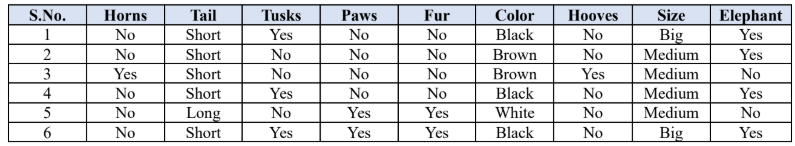 S.No. Horns Tail Tusks Paws Fur Color Hooves Size Elephant
1 No Short Yes No No Black No Big Yes
2 No Short No No No Brown No Medium Yes
3 Yes Short No No No Brown Yes Medium No
4 No Short Yes No No Black No Medium Yes
5 No Long No Yes Yes White No Medium No
6 No Short Yes Yes Yes Black No Big Yes